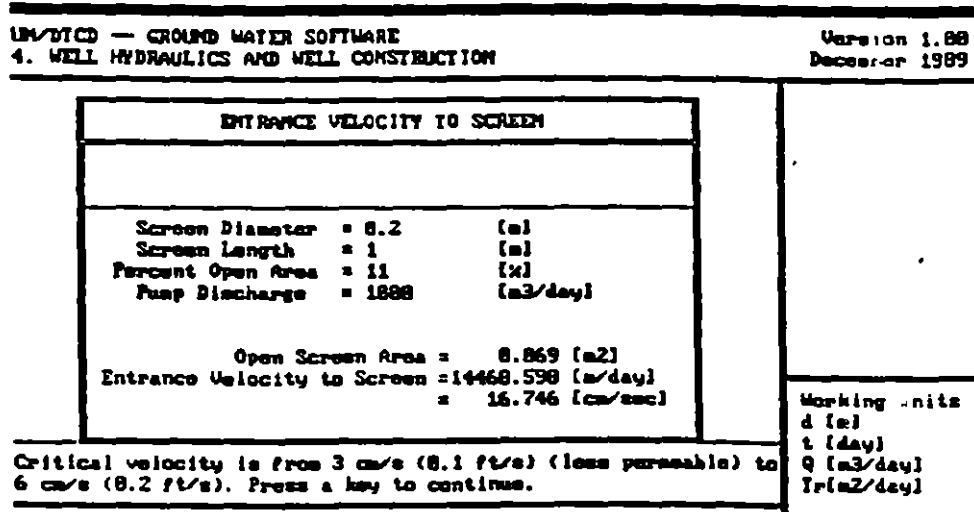 UN/DTCD — GROUND WATER SOFTWARE
4. WELL HYDRAULICS AND WELL CONSTRUCTION
Version 1.00
December 1989
ENTRANCE VELOCITY TO SCREEN
Screen Diameter = 0.2 [m]
Screen Length = 1 [m]
Percent Open Area = 11 [%]
Pump Discharge = 1000 [m3/day]
Open Screen Area = 0.069 [m2]
Entrance Velocity to Screen =14468.598 [m/day]
= 16.746 [cm/sec]
Critical velocity is from 3 cm/s (0.1 ft/s) (less permeable) to
6 cm/s (0.2 ft/s). Press a key to continue.
Working units
d [m]
t [day]
Q [m3/day]
Tr[m2/day]